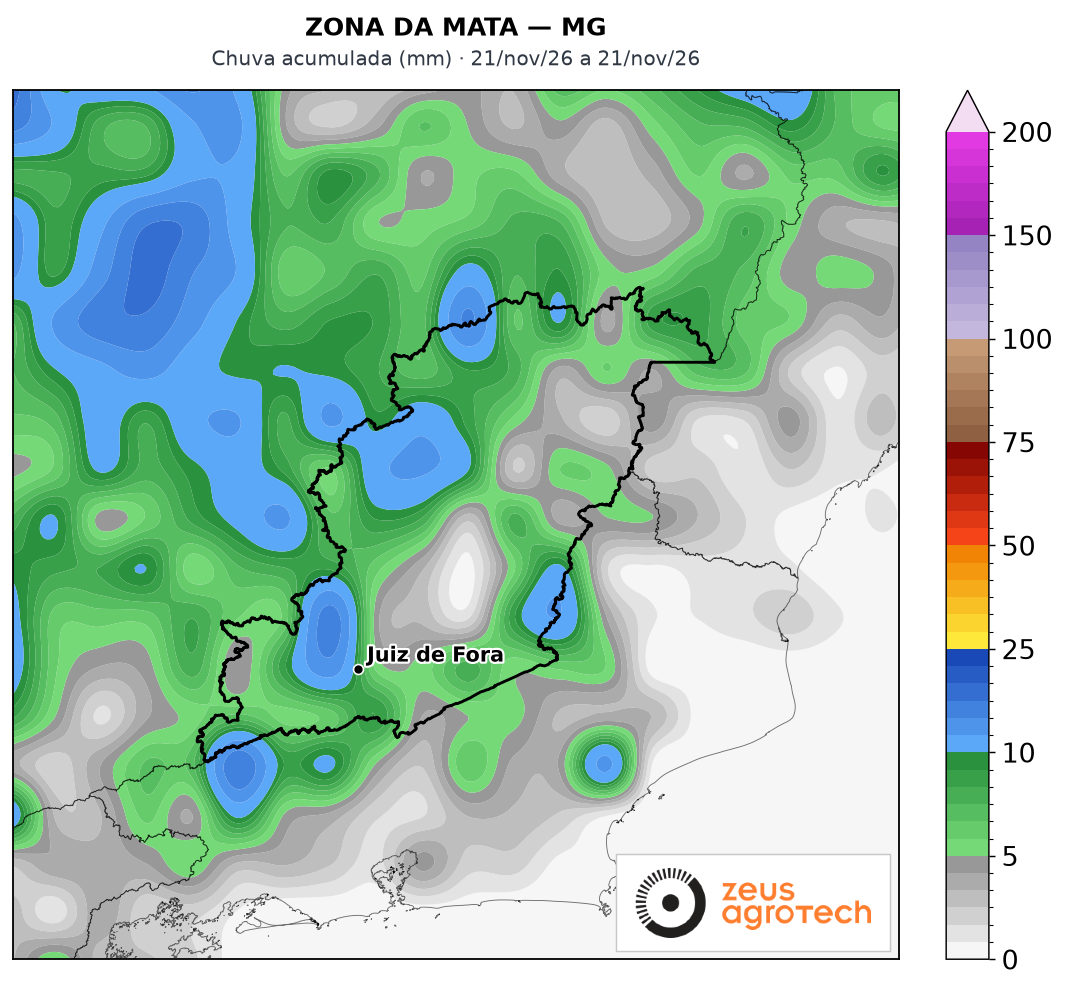 ZONA DA MATA — MG
Chuva acumulada (mm) · 21/nov/26 a 21/nov/26
200
150
100
75
50
25
10
5
0
Juiz de Fora
zeus
agrotech